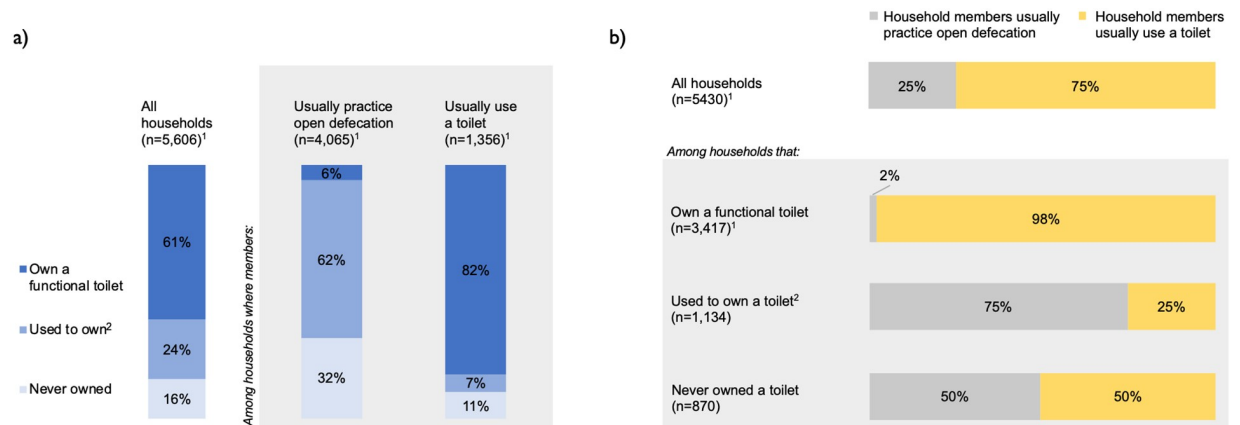 a)
All
households
(n=5,606)¹
Usually practice
open defecation
(n=4,065)¹
Usually use
a toilet
(n=1,356)¹
Among households where members:
Own a
functional toilet
Used to own²
Never owned
61%
24%
16%
6%
62%
32%
82%
7%
11%
b)
Household members usually
practice open defecation
Household members
usually use a toilet
All households
(n=5430)¹
25%
75%
Among households that:
Own a functional toilet
(n=3,417)¹
2%
98%
Used to own a toilet²
(n=1,134)
75%
25%
Never owned a toilet
(n=870)
50%
50%